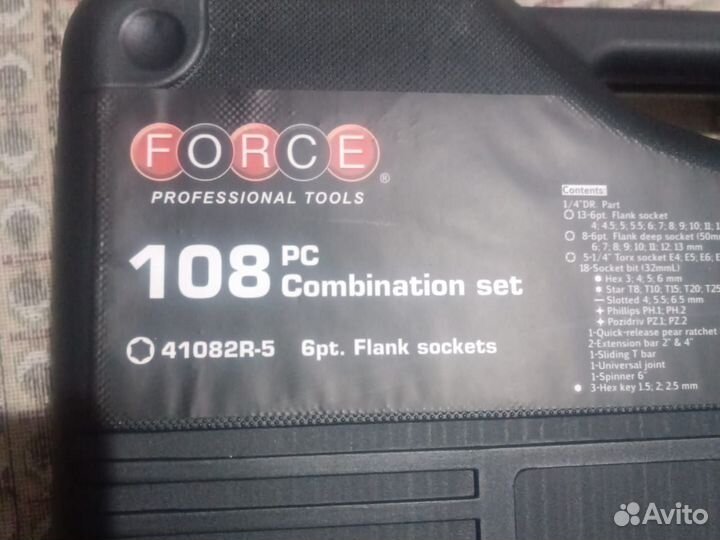 FORCE
®
PROFESSIONAL TOOLS
108 PC
Combination set
41082R-5 6pt. Flank sockets
Contents:
1/4"DR. Part
13-6pt. Flank socket
4; 4.5; 5; 5.5; 6; 7; 8; 9; 10; 11;
8-6pt. Flank deep socket (50m
6; 7; 8; 9; 10; 11; 12; 13 mm
5-1/4" Torx socket E4; E5; E6;
18-Socket bit (32mmL)
Hex 3; 4; 5; 6 mm
Star T8; T10; T15; T20; T25
Slotted 4; 5.5; 6.5 mm
Phillips PH.1; PH.2
Pozidriv PZ.1; PZ.2
1-Quick-release pear ratchet
2-Extension bar 2" & 4"
1-Sliding T bar
1-Universal joint
1-Spinner 6"
3-Hex key 1.5; 2; 2.5 mm
Avito